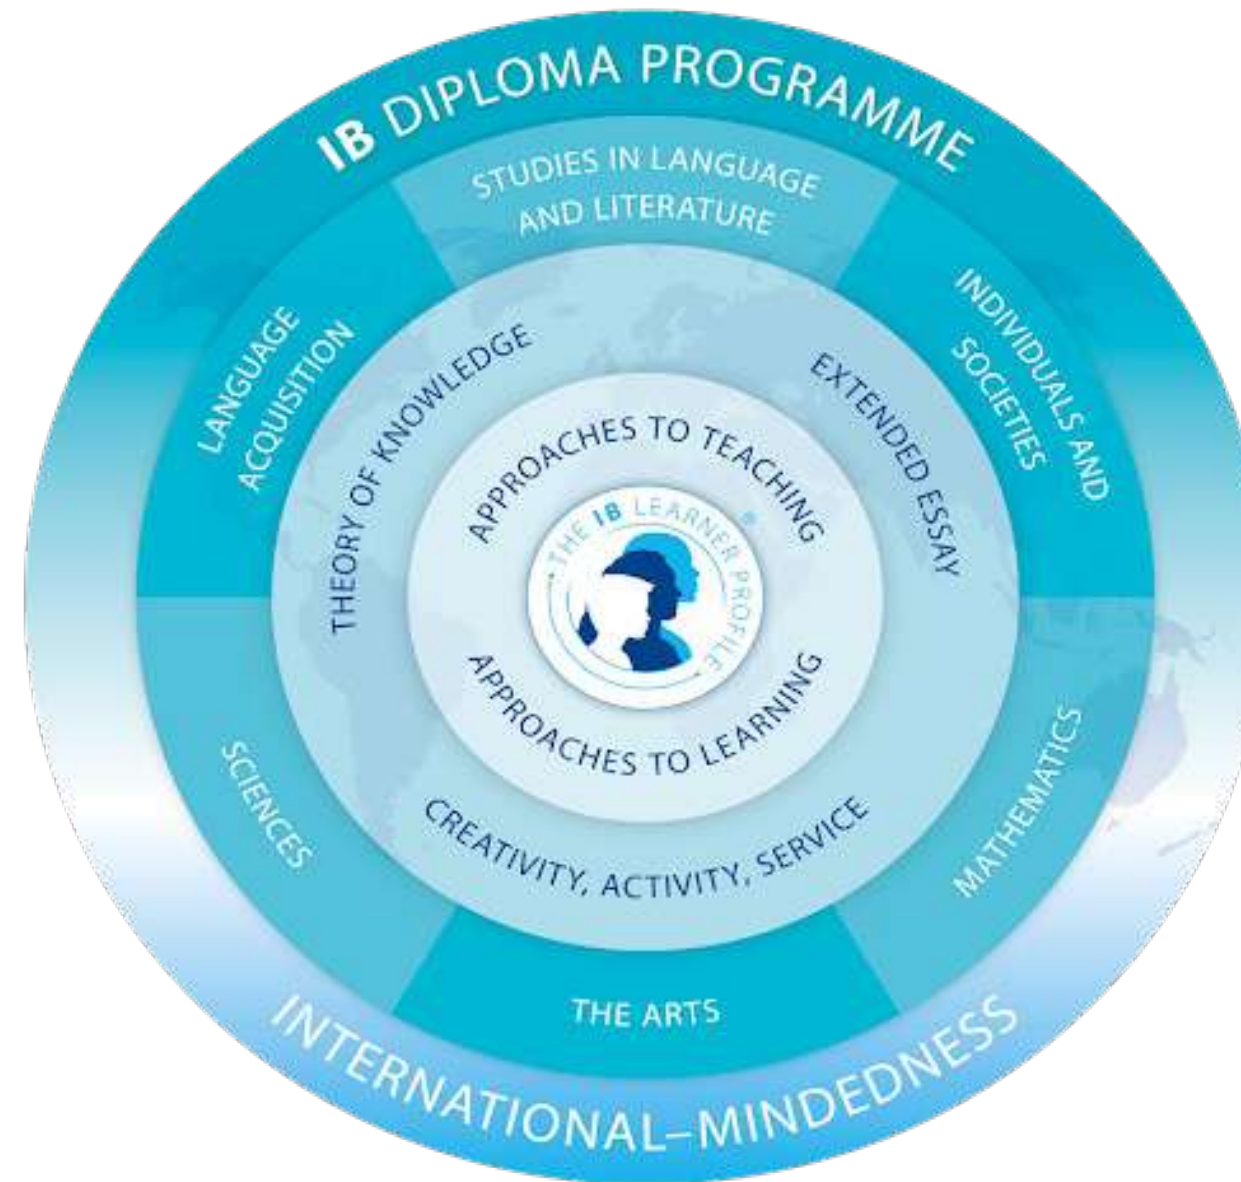 IB DIPLOMA PROGRAMME
STUDIES IN LANGUAGE
AND LITERATURE
LANGUAGE
ACQUISITION
INDIVIDUALS AND
SOCIETIES
THEORY OF KNOWLEDGE
EXTENDED ESSAY
APPROACHES TO TEACHING
THE IB LEARNER PROFILE
®
APPROACHES TO LEARNING
CREATIVITY, ACTIVITY, SERVICE
SCIENCES
MATHEMATICS
THE ARTS
INTERNATIONAL–MINDEDNESS